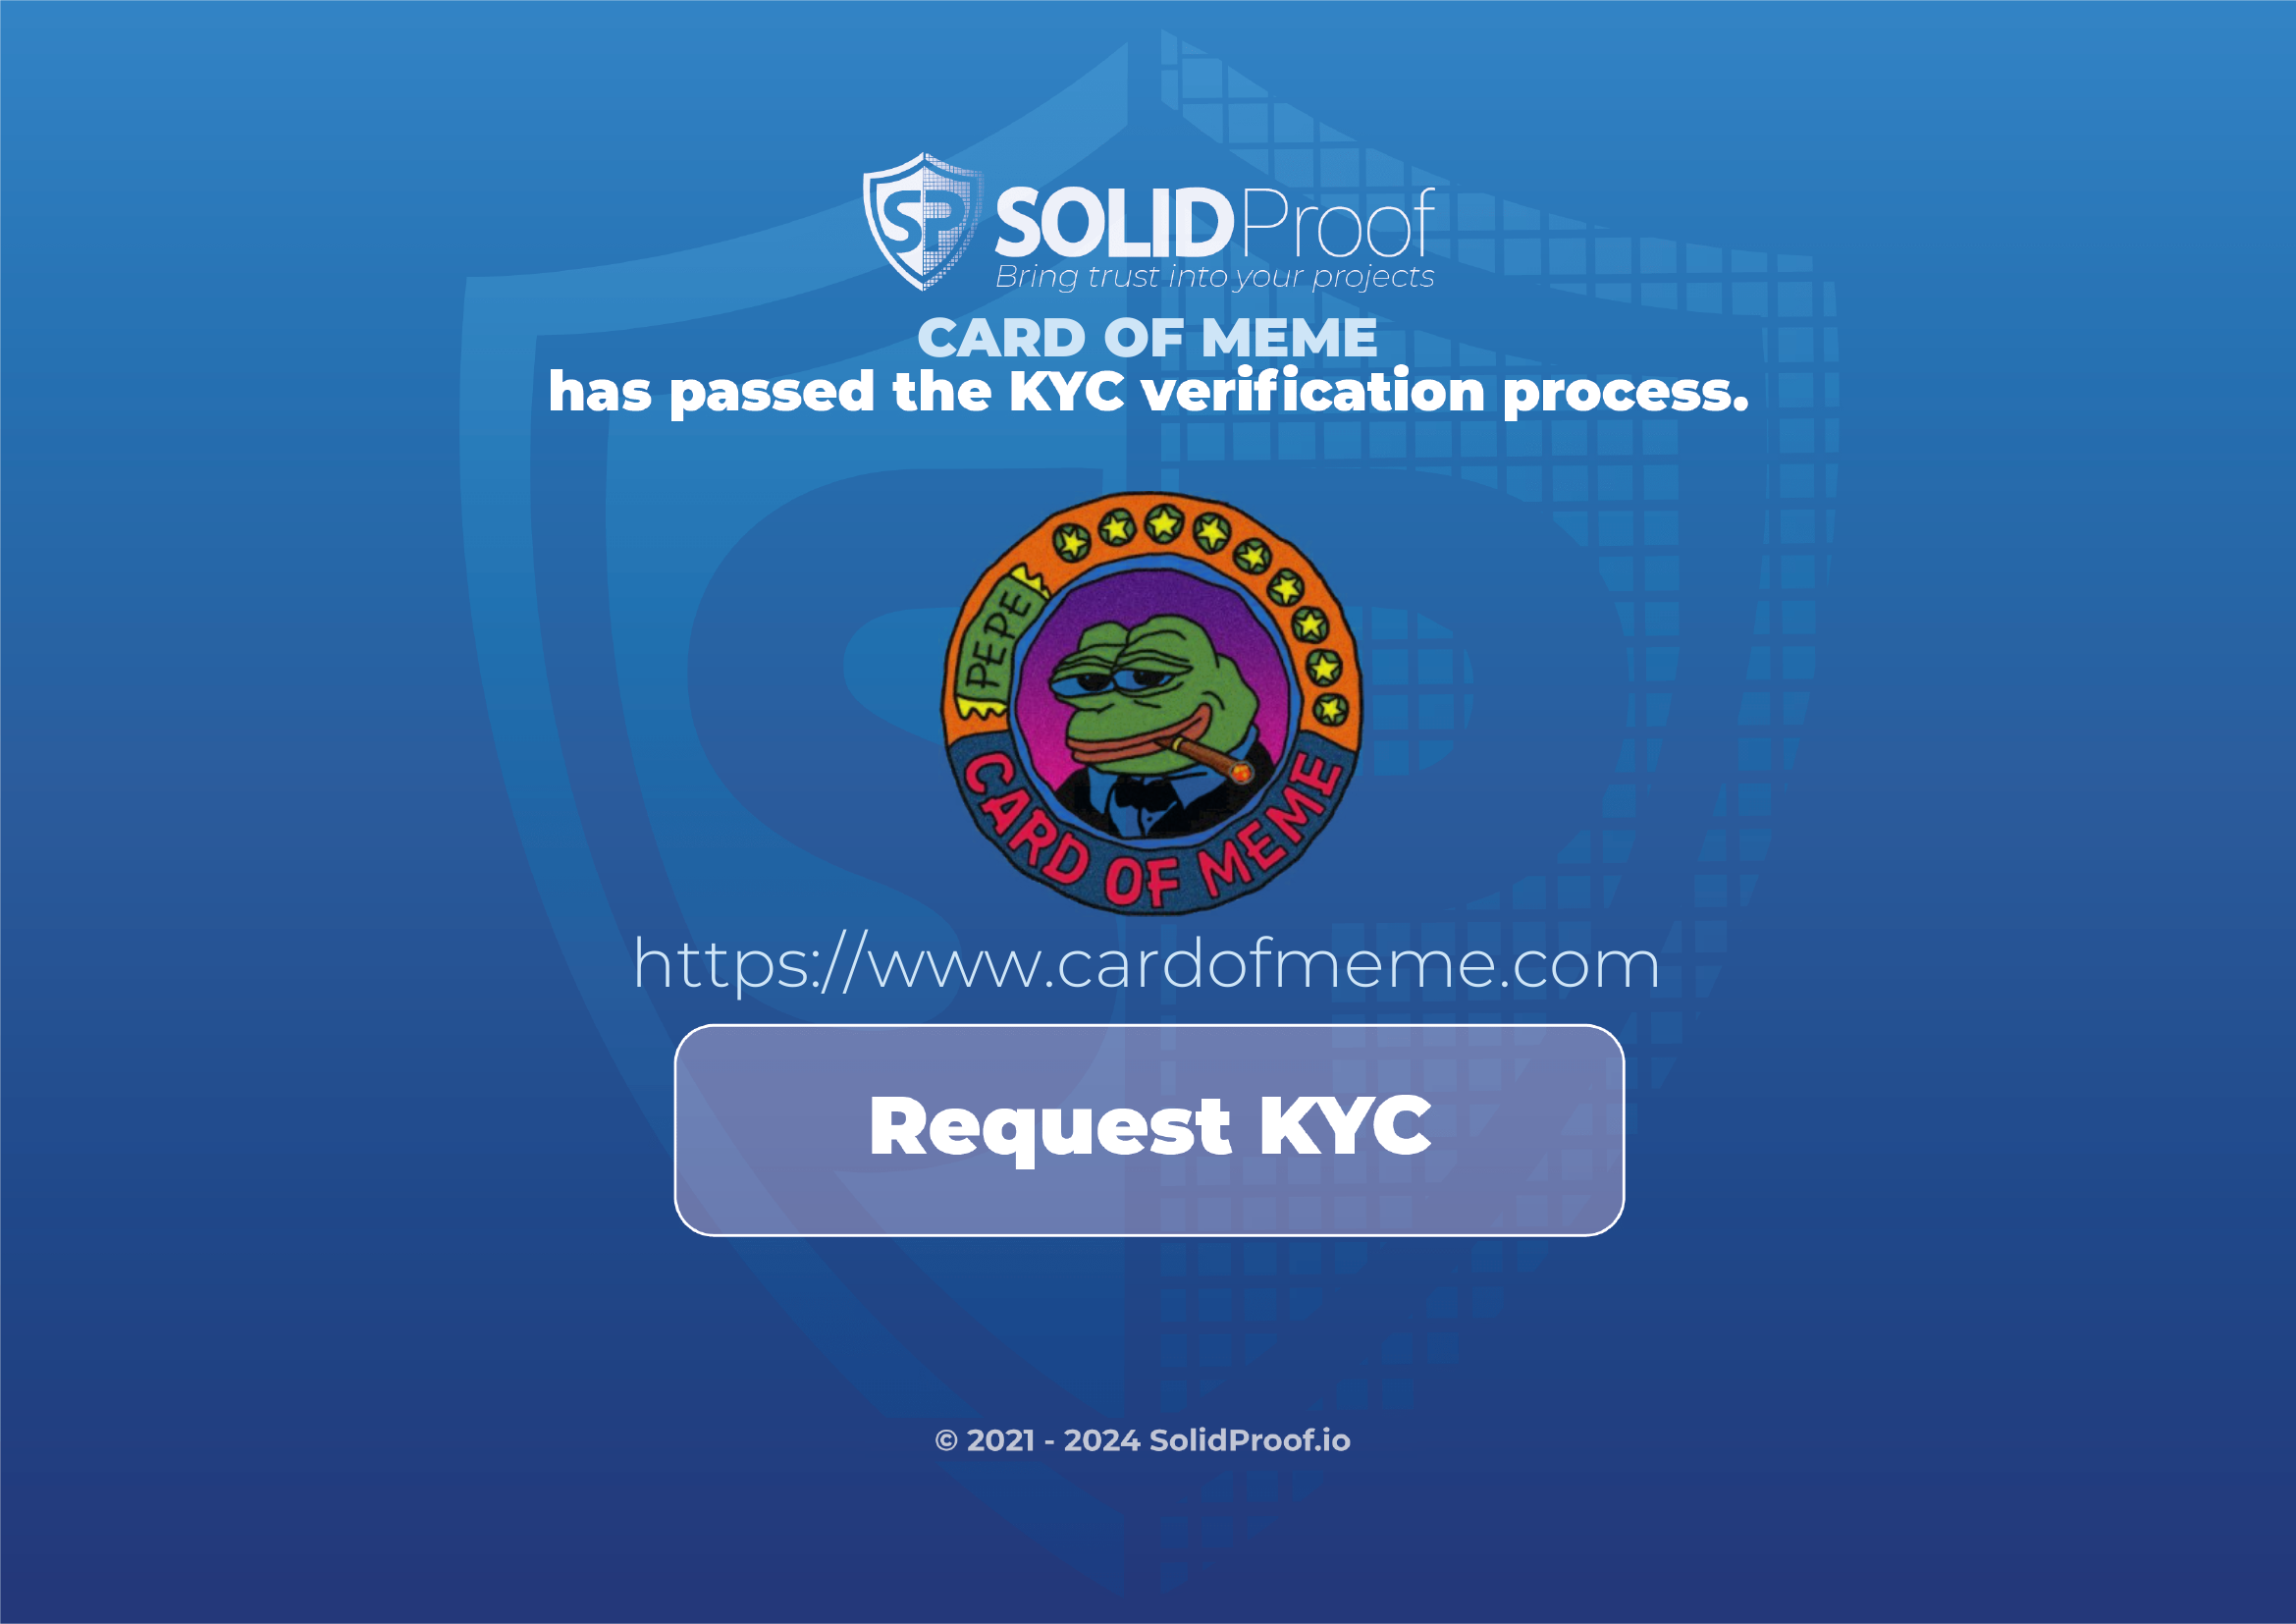 SP
SOLIDProof
Bring trust into your projects
CARD OF MEME
has passed the KYC verification process.
PEPE
CARD OF MEME
https://www.cardofmeme.com
Request KYC
© 2021 - 2024 SolidProof.io